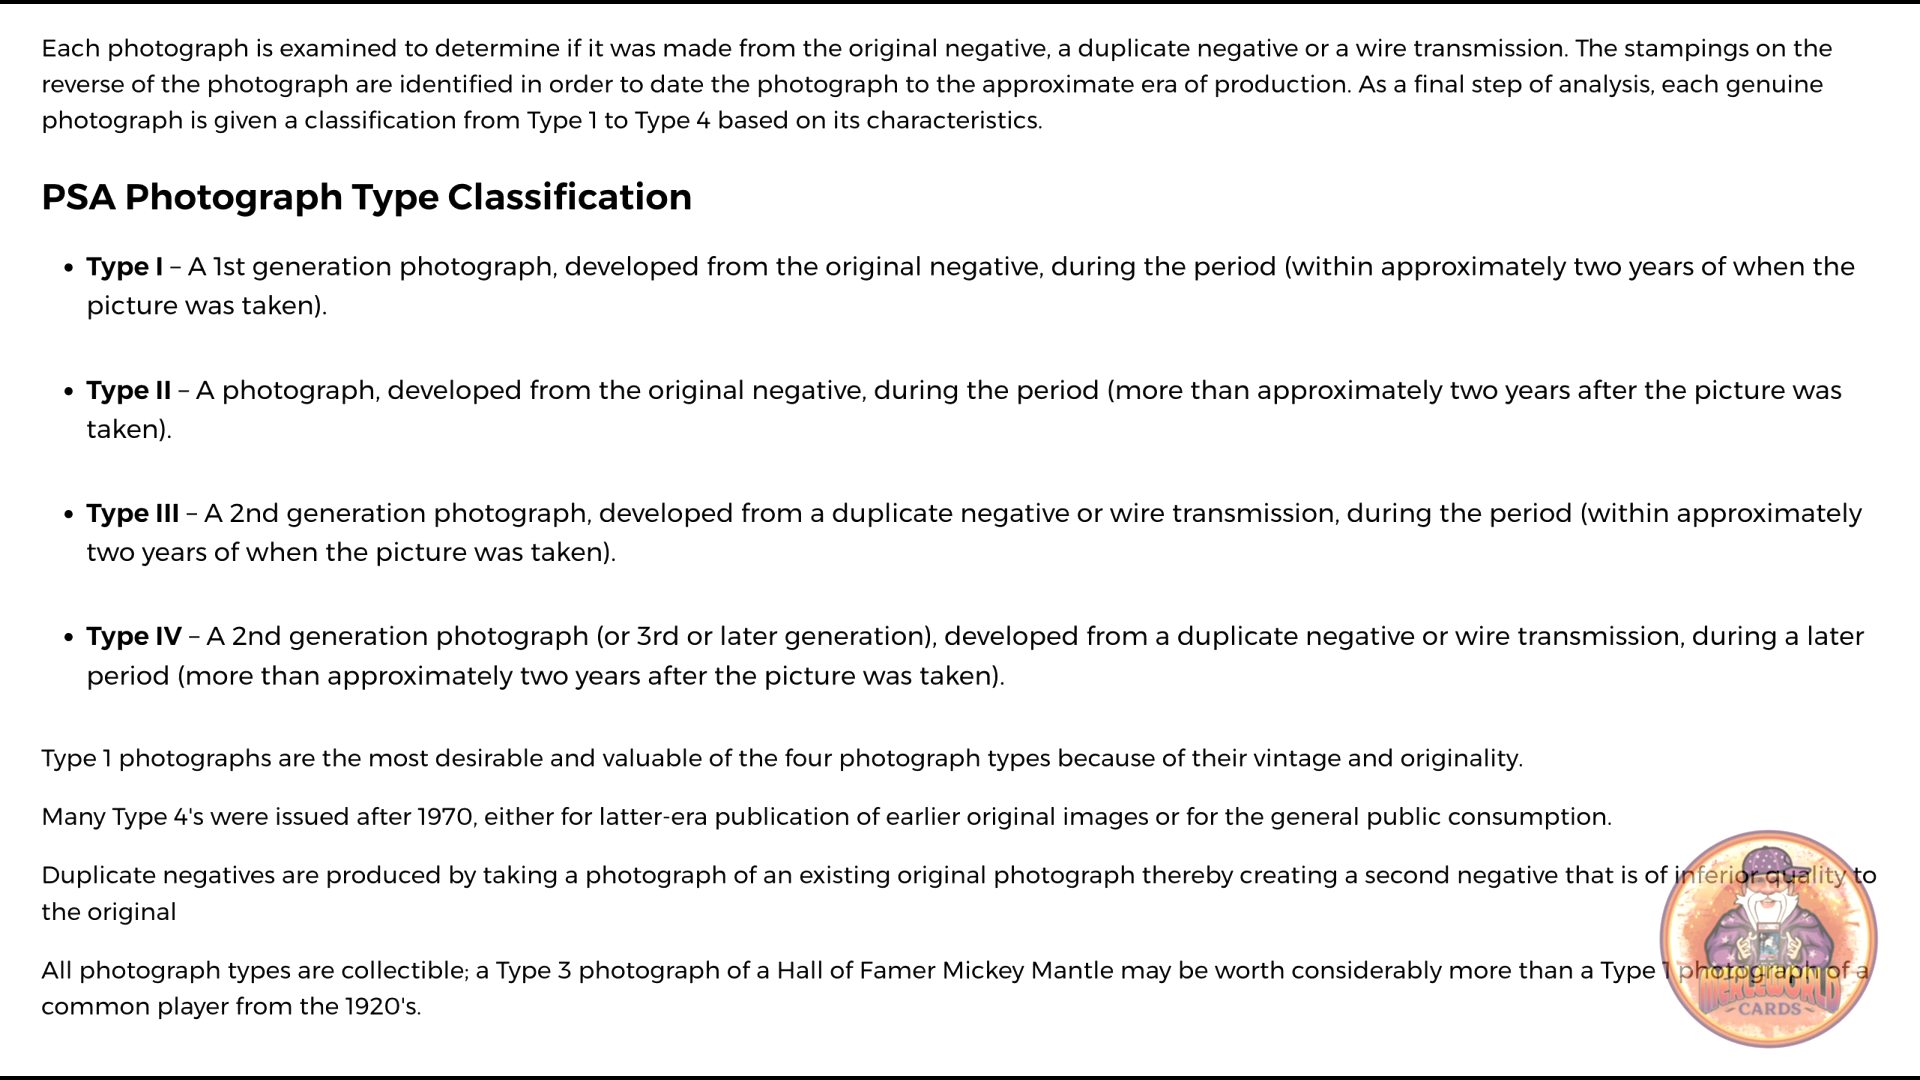 Each photograph is examined to determine if it was made from the original negative, a duplicate negative or a wire transmission. The stampings on the
reverse of the photograph are identified in order to date the photograph to the approximate era of production. As a final step of analysis, each genuine
photograph is given a classification from Type 1 to Type 4 based on its characteristics.
PSA Photograph Type Classification
• Type I – A 1st generation photograph, developed from the original negative, during the period (within approximately two years of when the
picture was taken).
• Type II – A photograph, developed from the original negative, during the period (more than approximately two years after the picture was
taken).
• Type III – A 2nd generation photograph, developed from a duplicate negative or wire transmission, during the period (within approximately
two years of when the picture was taken).
• Type IV – A 2nd generation photograph (or 3rd or later generation), developed from a duplicate negative or wire transmission, during a later
period (more than approximately two years after the picture was taken).
Type 1 photographs are the most desirable and valuable of the four photograph types because of their vintage and originality.
Many Type 4's were issued after 1970, either for latter-era publication of earlier original images or for the general public consumption.
Duplicate negatives are produced by taking a photograph of an existing original photograph thereby creating a second negative that is of inferior quality to
the original
All photograph types are collectible; a Type 3 photograph of a Hall of Famer Mickey Mantle may be worth considerably more than a Type 1 photograph of a
common player from the 1920's.
MERLEWORLD
CARDS